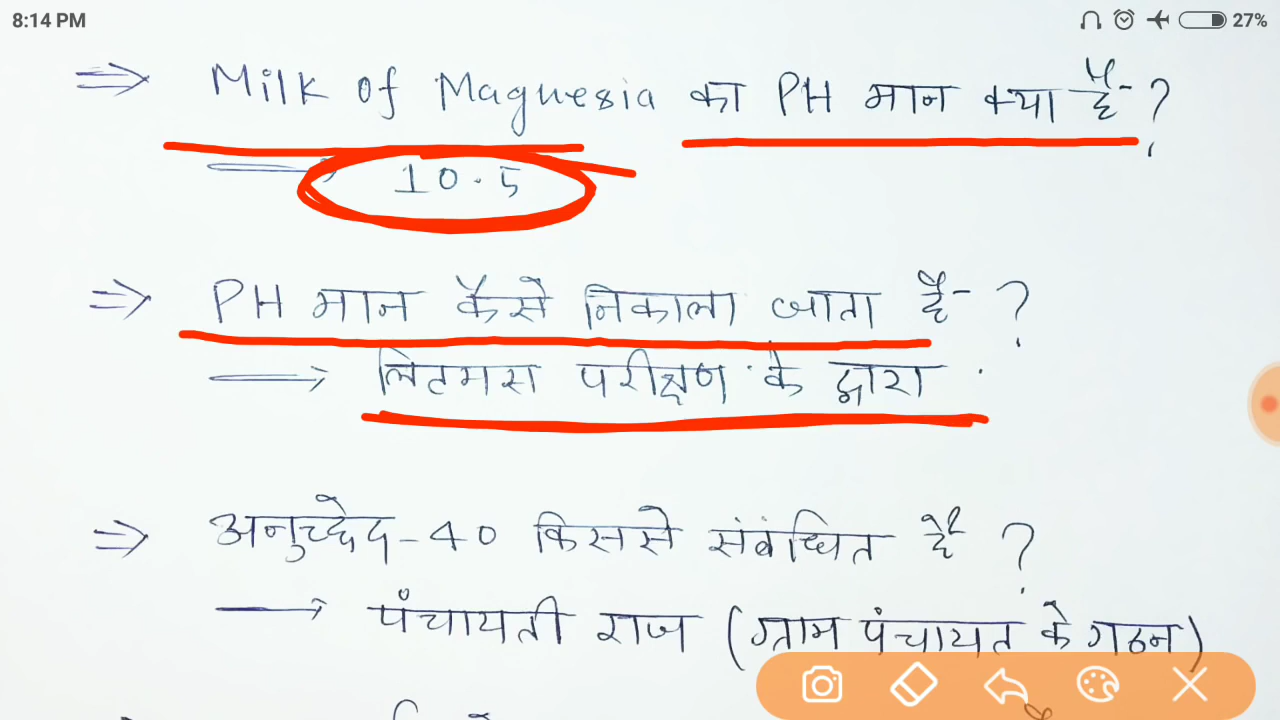 8:14 PM 27%
⇒ Milk of Magnesia का PH मान क्या है - ?
→ 10.5
⇒ PH मान कैसे निकाला जाता है - ?
→ लिटमस परीक्षण के द्वारा .
⇒ अनुच्छेद - 40 किससे संबंधित है ?
→ पंचायती राज (ग्राम पंचायत के गठन)